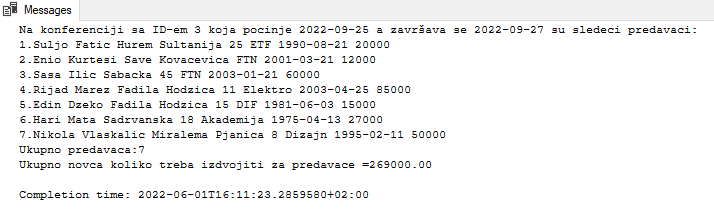 Messages
Na konferenciji sa ID-em 3 koja pocinje 2022-09-25 a završava se 2022-09-27 su sledeci predavaci:
1.Suljo Fatic Hurem Sultanija 25 ETF 1990-08-21 20000
2.Enio Kurtesi Save Kovacevica FTN 2001-03-21 12000
3.Sasa Ilic Sabacka 45 FTN 2003-01-21 60000
4.Rijad Marez Fadila Hodzica 11 Elektro 2003-04-25 85000
5.Edin Dzeko Fadila Hodzica 15 DIF 1981-06-03 15000
6.Hari Mata Sadrvanska 18 Akademija 1975-04-13 27000
7.Nikola Vlaskalic Miralema Pjanica 8 Dizajn 1995-02-11 50000
Ukupno predavaca:7
Ukupno novca koliko treba izdvojiti za predavace =269000.00
Completion time: 2022-06-01T16:11:23.2859580+02:00